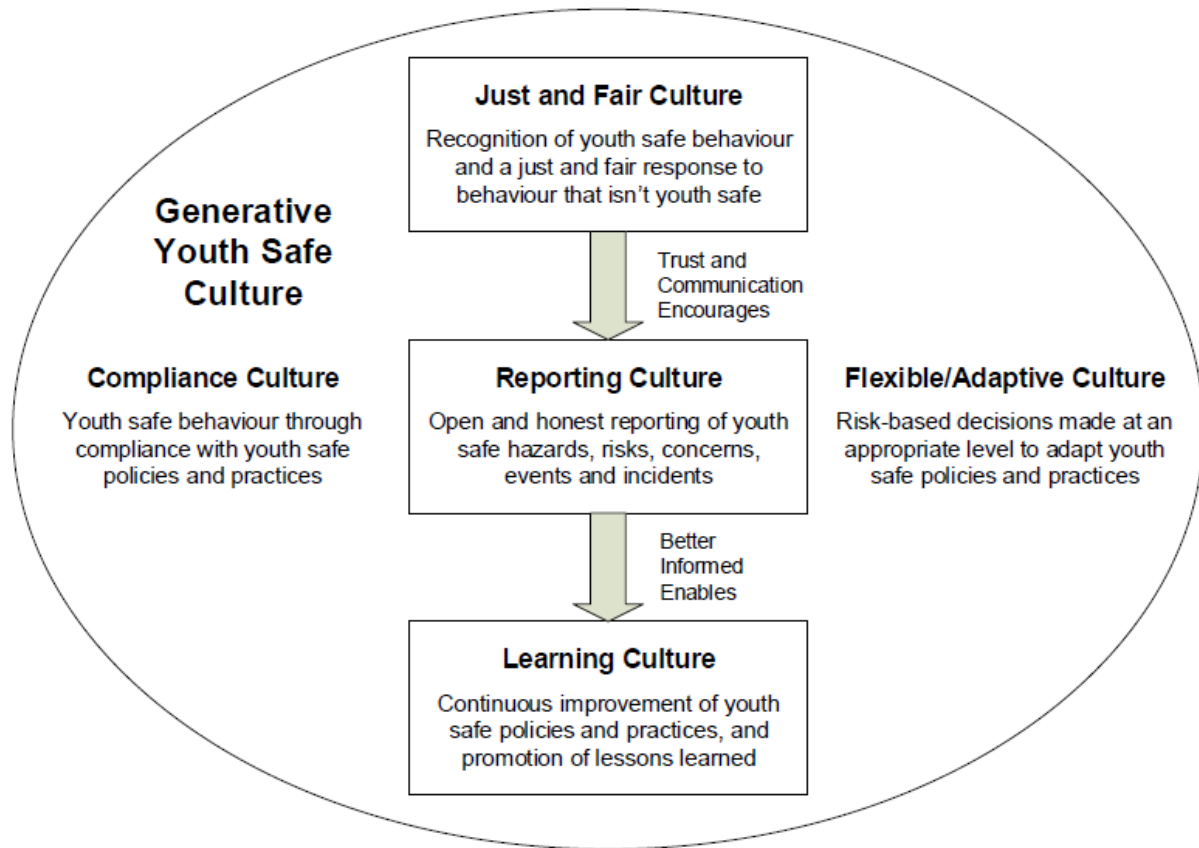 Just and Fair Culture
Recognition of youth safe behaviour
and a just and fair response to
behaviour that isn't youth safe
Generative
Youth Safe
Culture
Trust and
Communication
Encourages
Compliance Culture
Youth safe behaviour through
compliance with youth safe
policies and practices
Reporting Culture
Open and honest reporting of youth
safe hazards, risks, concerns,
events and incidents
Flexible/Adaptive Culture
Risk-based decisions made at an
appropriate level to adapt youth
safe policies and practices
Better
Informed
Enables
Learning Culture
Continuous improvement of youth
safe policies and practices, and
promotion of lessons learned